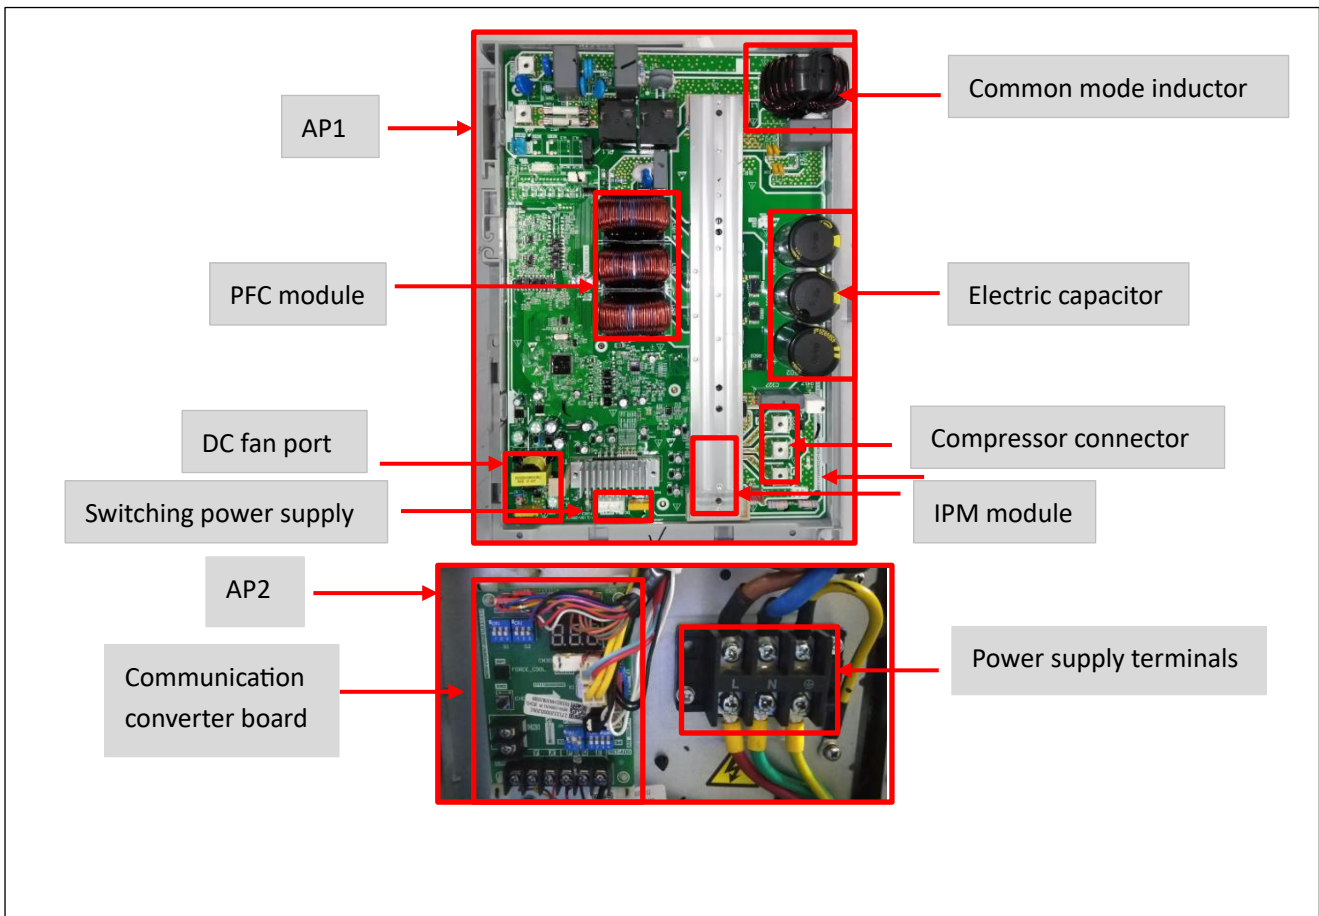 AP1
Common mode inductor
PFC module
Electric capacitor
DC fan port
Compressor connector
Switching power supply
IPM module
AP2
Communication
converter board
Power supply terminals
L N